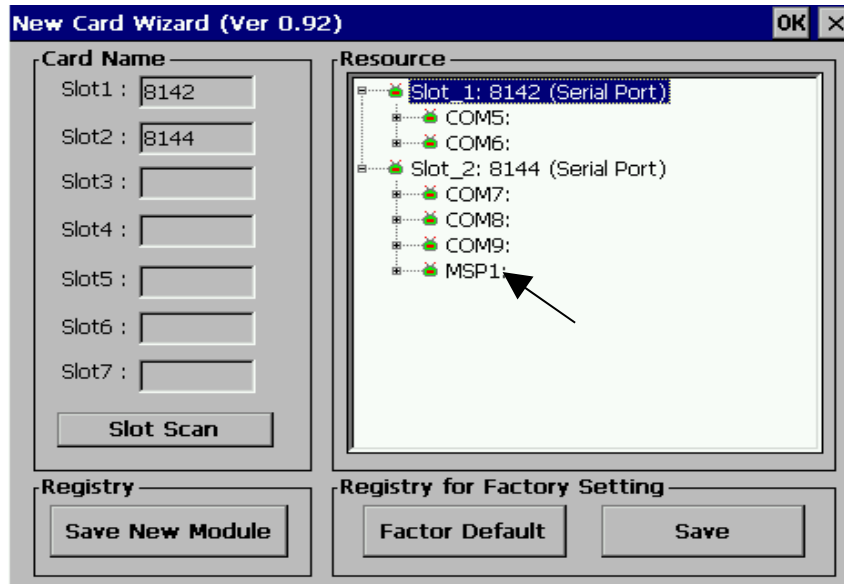 New Card Wizard (Ver 0.92)
OK
Card Name
Slot1 : 8142
Slot2 : 8144
Slot3 :
Slot4 :
Slot5 :
Slot6 :
Slot7 :
Slot Scan
Resource
Slot_1: 8142 (Serial Port)
COM5:
COM6:
Slot_2: 8144 (Serial Port)
COM7:
COM8:
COM9:
MSP1:
Registry
Save New Module
Registry for Factory Setting
Factor Default
Save